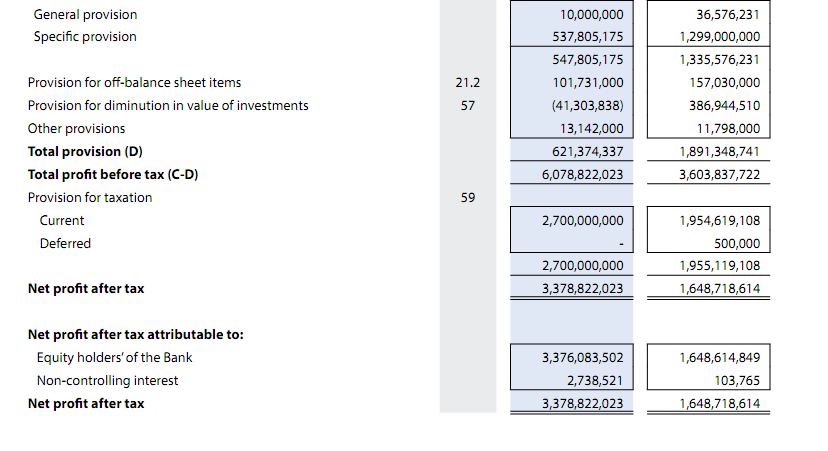 General provision 10,000,000 36,576,231
Specific provision 537,805,175 1,299,000,000
547,805,175 1,335,576,231
Provision for off-balance sheet items 21.2 101,731,000 157,030,000
Provision for diminution in value of investments 57 (41,303,838) 386,944,510
Other provisions 13,142,000 11,798,000
Total provision (D) 621,374,337 1,891,348,741
Total profit before tax (C-D) 6,078,822,023 3,603,837,722
Provision for taxation 59
Current 2,700,000,000 1,954,619,108
Deferred - 500,000
2,700,000,000 1,955,119,108
Net profit after tax 3,378,822,023 1,648,718,614
Net profit after tax attributable to:
Equity holders' of the Bank 3,376,083,502 1,648,614,849
Non-controlling interest 2,738,521 103,765
Net profit after tax 3,378,822,023 1,648,718,614